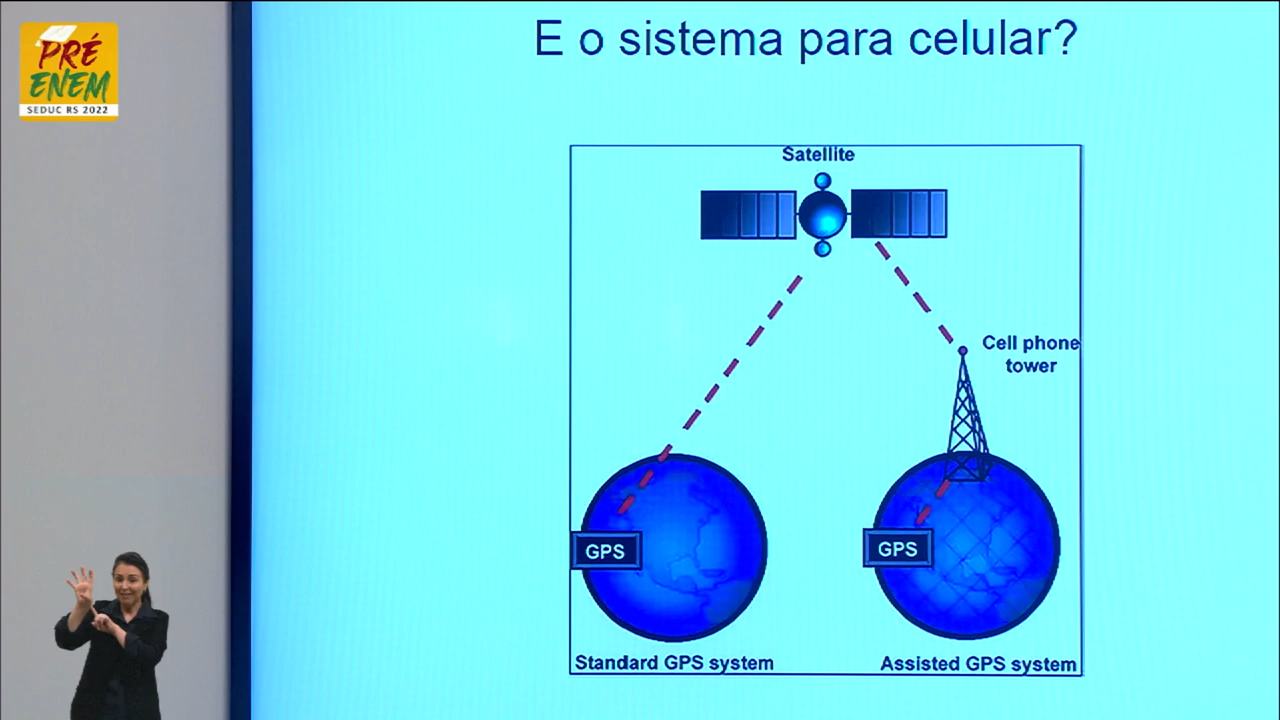 PRÉ
ENEM
SEDUC RS 2022
E o sistema para celular?
Satellite
Cell phone
tower
GPS
GPS
Standard GPS system
Assisted GPS system